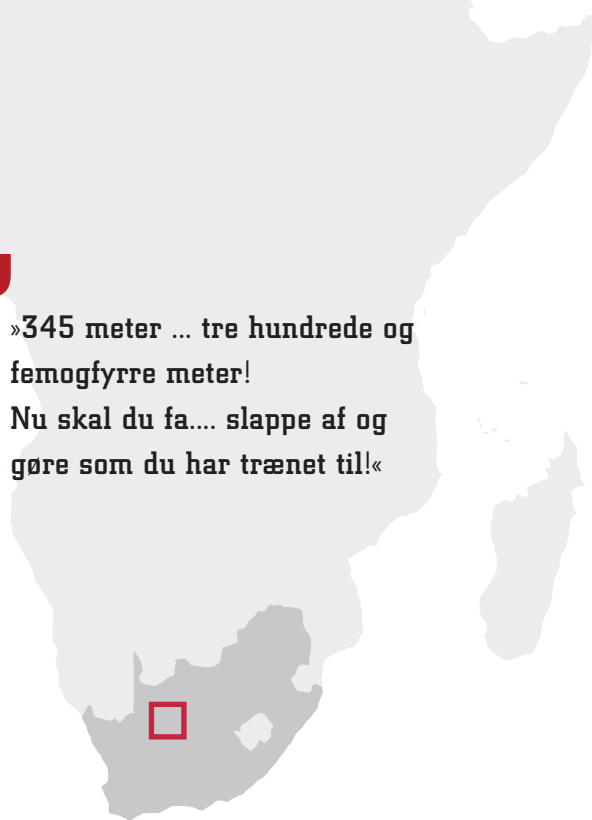 »345 meter ... tre hundrede og
femogfyrre meter!
Nu skal du fa.... slappe af og
gøre som du har trænet til!«